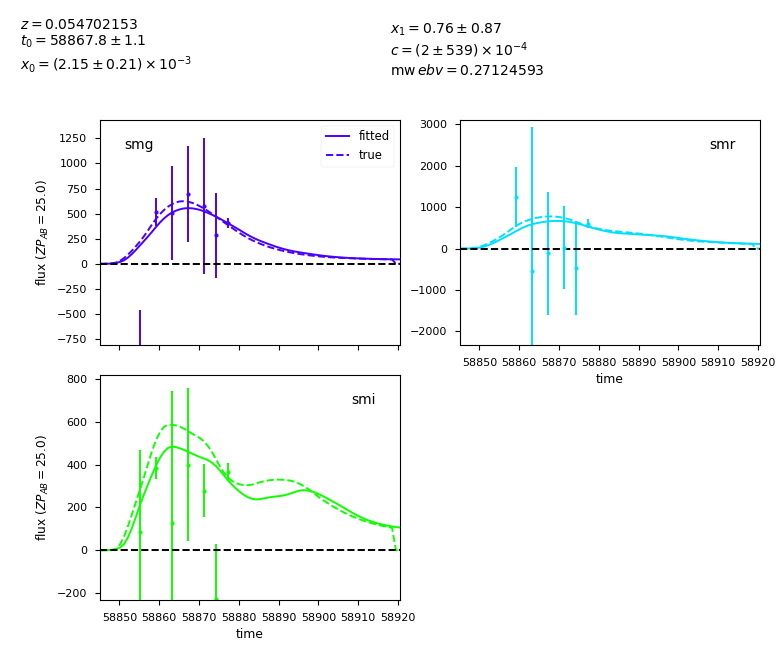 z = 0.054702153
t₀ = 58867.8 ± 1.1
x₀ = (2.15 ± 0.21) × 10⁻³
x₁ = 0.76 ± 0.87
c = (2 ± 539) × 10⁻⁴
mw ebv = 0.27124593
smg
fitted
true
1250
1000
750
500
250
0
−250
−500
−750
flux (ZP_AB = 25.0)
smr
3000
2000
1000
0
−1000
−2000
58850 58860 58870 58880 58890 58900 58910 58920
time
smi
800
600
400
200
0
−200
flux (ZP_AB = 25.0)
58850 58860 58870 58880 58890 58900 58910 58920
time